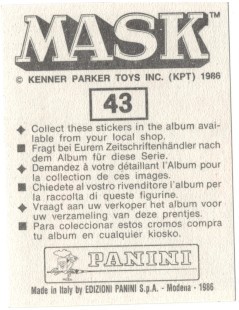 MASK™
© KENNER PARKER TOYS INC. (KPT) 1986
43
◆ Collect these stickers in the album avai-
lable from your local shop.
■ Fragt bei Eurem Zeitschriftenhändler nach
dem Album für diese Serie.
◆ Demandez à votre détaillant l'Album pour
la collection de ces images.
■ Chiedete al vostro rivenditore l'album per
la raccolta di queste figurine.
◆ Vraagt aan uw verkoper het album voor
uw verzameling van deze prentjes.
■ Para coleccionar estos cromos compra
tu album en cualquier kiosko.
PANINI
Made in Italy by EDIZIONI PANINI S.p.A. - Modena - 1986